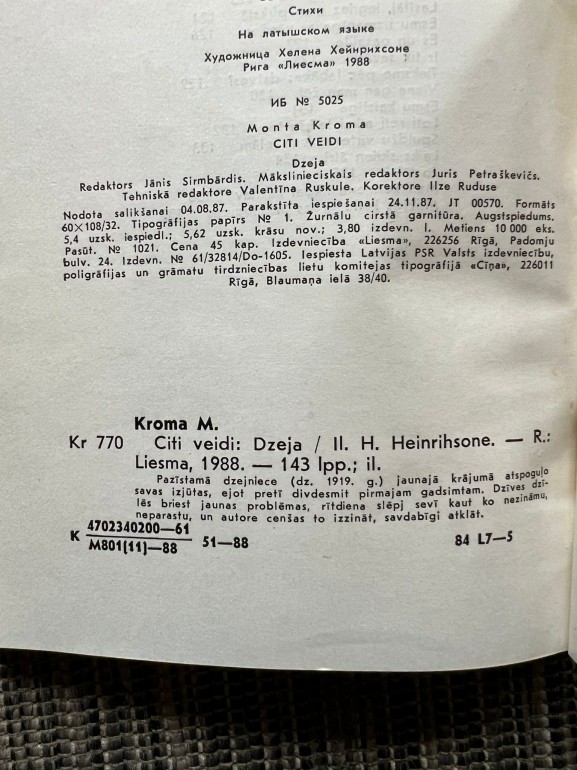 Стихи
На латышском языке
Художница Хелена Хейнрихсоне
Рига «Лиесма» 1988
ИБ № 5025
Monta Kroma
CITI VEIDI
Dzeja
Redaktors Jānis Sirmbārdis. Mākslinieciskais redaktors Juris Petraškevičs.
Tehniskā redaktore Valentīna Ruskule. Korektore Ilze Ruduse
Nodota salikšanai 04.08.87. Parakstīta iespiešanai 24.11.87. JT 00570. Formāts
60×108/32. Tipogrāfijas papīrs № 1. Žurnālu cirstā garnitūra. Augstspiedums.
5,4 uzsk. iespiedl.; 5,62 uzsk. krāsu nov.; 3,80 izdevn. l. Metiens 10 000 eks.
Pasūt. № 1021. Cena 45 kap. Izdevniecība «Liesma», 226256 Rīgā, Padomju
bulv. 24. Izdevn. № 61/32814/Do-1605. Iespiesta Latvijas PSR Valsts izdevniecību,
poligrāfijas un grāmatu tirdzniecības lietu komitejas tipogrāfijā «Cīņa», 226011
Rīgā, Blaumaņa ielā 38/40.
Kroma M.
Kr 770 Citi veidi: Dzeja / Il. H. Heinrihsone. — R.:
Liesma, 1988. — 143 lpp.; il.
Pazīstamā dzejniece (dz. 1919. g.) jaunajā krājumā atspoguļo
savas izjūtas, ejot pretī divdesmit pirmajam gadsimtam. Dzīves dzi-
lēs briest jaunas problēmas, rītdiena slēpj sevī kaut ko nezināmu,
neparastu, un autore cenšas to izzināt, savdabīgi atklāt.
K 4702340200—61
M801(11)—88 51—88 84 L7—5